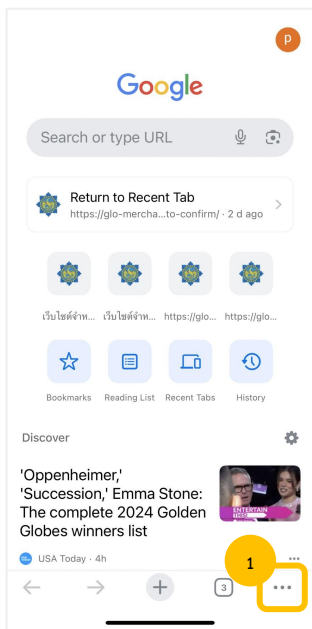 P
Google
Search or type URL
Return to Recent Tab
https://glo-mercha...to-confirm/ · 2 d ago
เว็บไซต์จำห... เว็บไซต์จำห... https://glo... https://glo...
Bookmarks Reading List Recent Tabs History
Discover
'Oppenheimer,'
'Succession,' Emma Stone:
The complete 2024 Golden
Globes winners list
ENTERTAIN
THIS!
USA Today · 4h
1
3